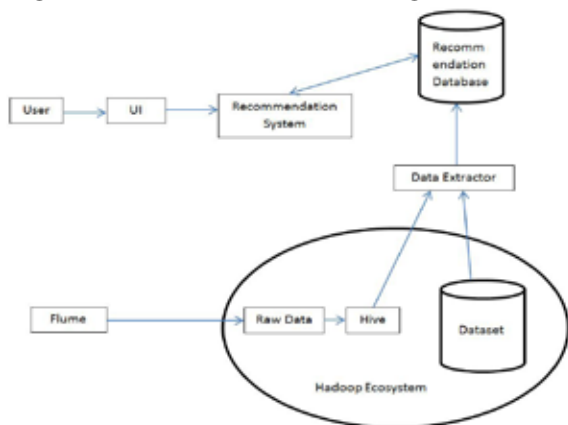 Recomm
endation
Database
User
UI
Recommendation
System
Data Extractor
Flume
Raw Data
Hive
Dataset
Hadoop Ecosystem